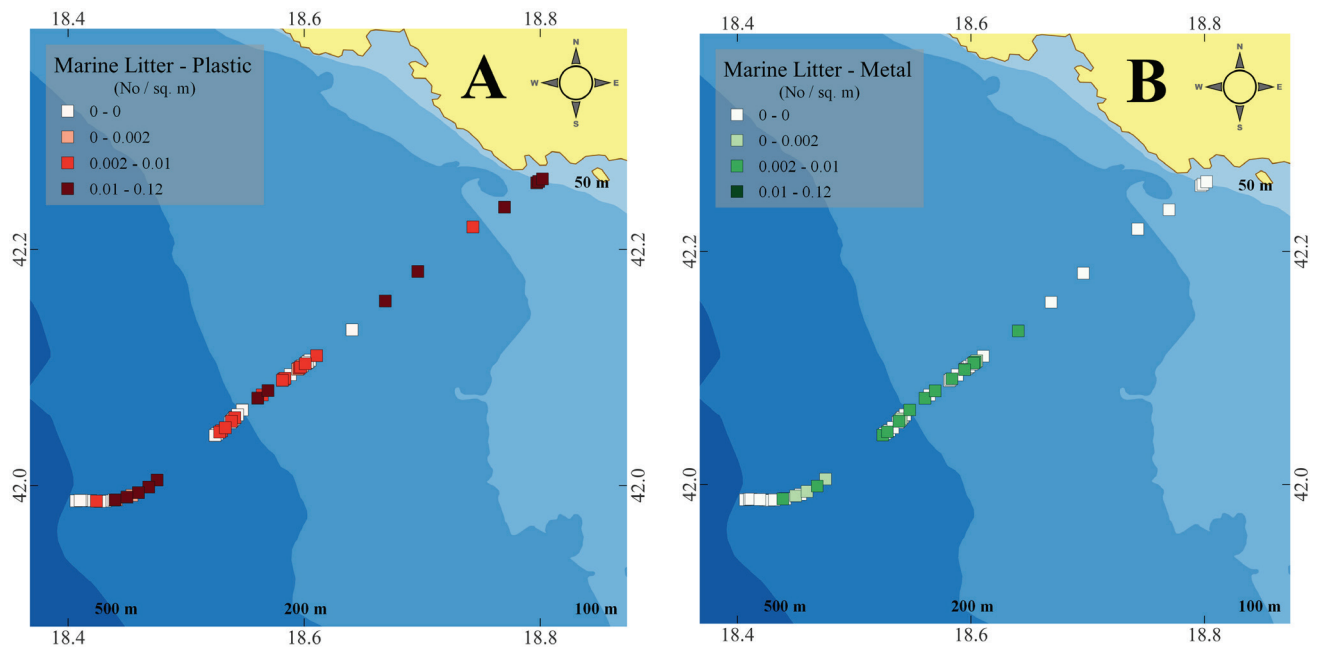 18.4 18.6 18.8
Marine Litter - Plastic
(No / sq. m)
0 - 0
0 - 0.002
0.002 - 0.01
0.01 - 0.12
A
N
W E
S
50 m
42.2 42.2
42.0 42.0
500 m 200 m 100 m
18.4 18.6 18.8
18.4 18.6 18.8
Marine Litter - Metal
(No / sq. m)
0 - 0
0 - 0.002
0.002 - 0.01
0.01 - 0.12
B
N
W E
S
50 m
42.2 42.2
42.0 42.0
500 m 200 m 100 m
18.4 18.6 18.8